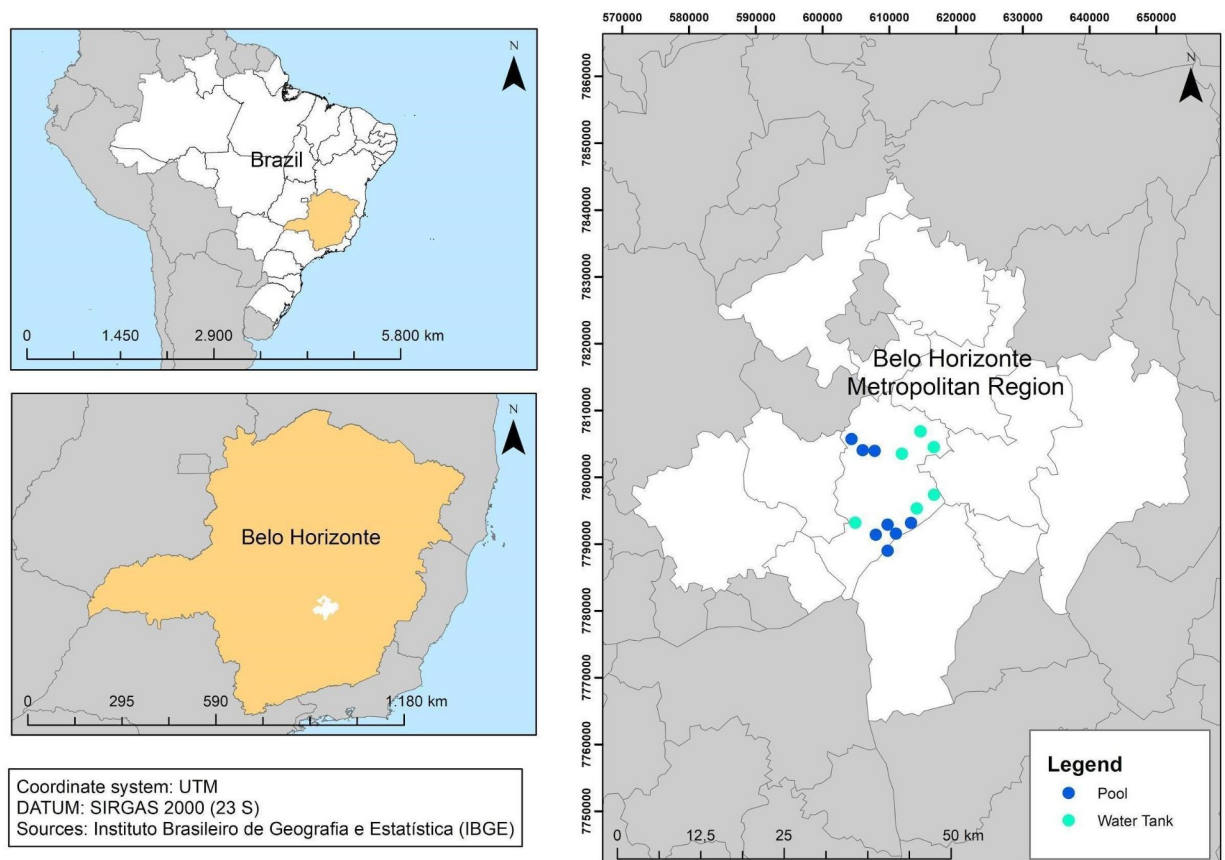 N
Brazil
0 1.450 2.900 5.800 km
N
Belo Horizonte
0 295 590 1.180 km
Coordinate system: UTM
DATUM: SIRGAS 2000 (23 S)
Sources: Instituto Brasileiro de Geografia e Estatística (IBGE)
570000 580000 590000 600000 610000 620000 630000 640000 650000
7860000
7850000
7840000
7830000
7820000
7810000
7800000
7790000
7780000
7770000
7760000
7750000
N
Belo Horizonte
Metropolitan Region
Legend
Pool
Water Tank
0 12,5 25 50 km